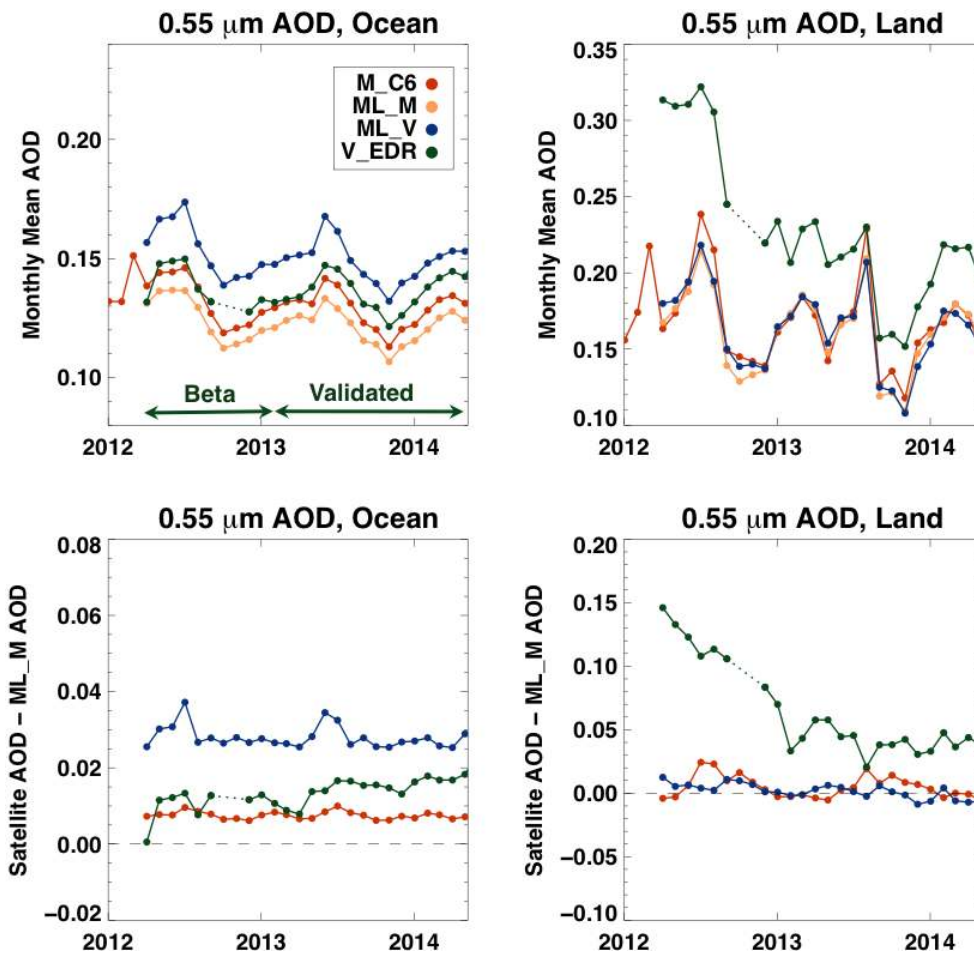 0.55 μm AOD, Ocean
Monthly Mean AOD
0.20
0.15
0.10
M_C6
ML_M
ML_V
V_EDR
Beta
Validated
2012
2013
2014
0.55 μm AOD, Land
Monthly Mean AOD
0.35
0.30
0.25
0.20
0.15
0.10
2012
2013
2014
0.55 μm AOD, Ocean
Satellite AOD – ML_M AOD
0.08
0.06
0.04
0.02
0.00
−0.02
2012
2013
2014
0.55 μm AOD, Land
Satellite AOD – ML_M AOD
0.20
0.15
0.10
0.05
0.00
−0.05
−0.10
2012
2013
2014